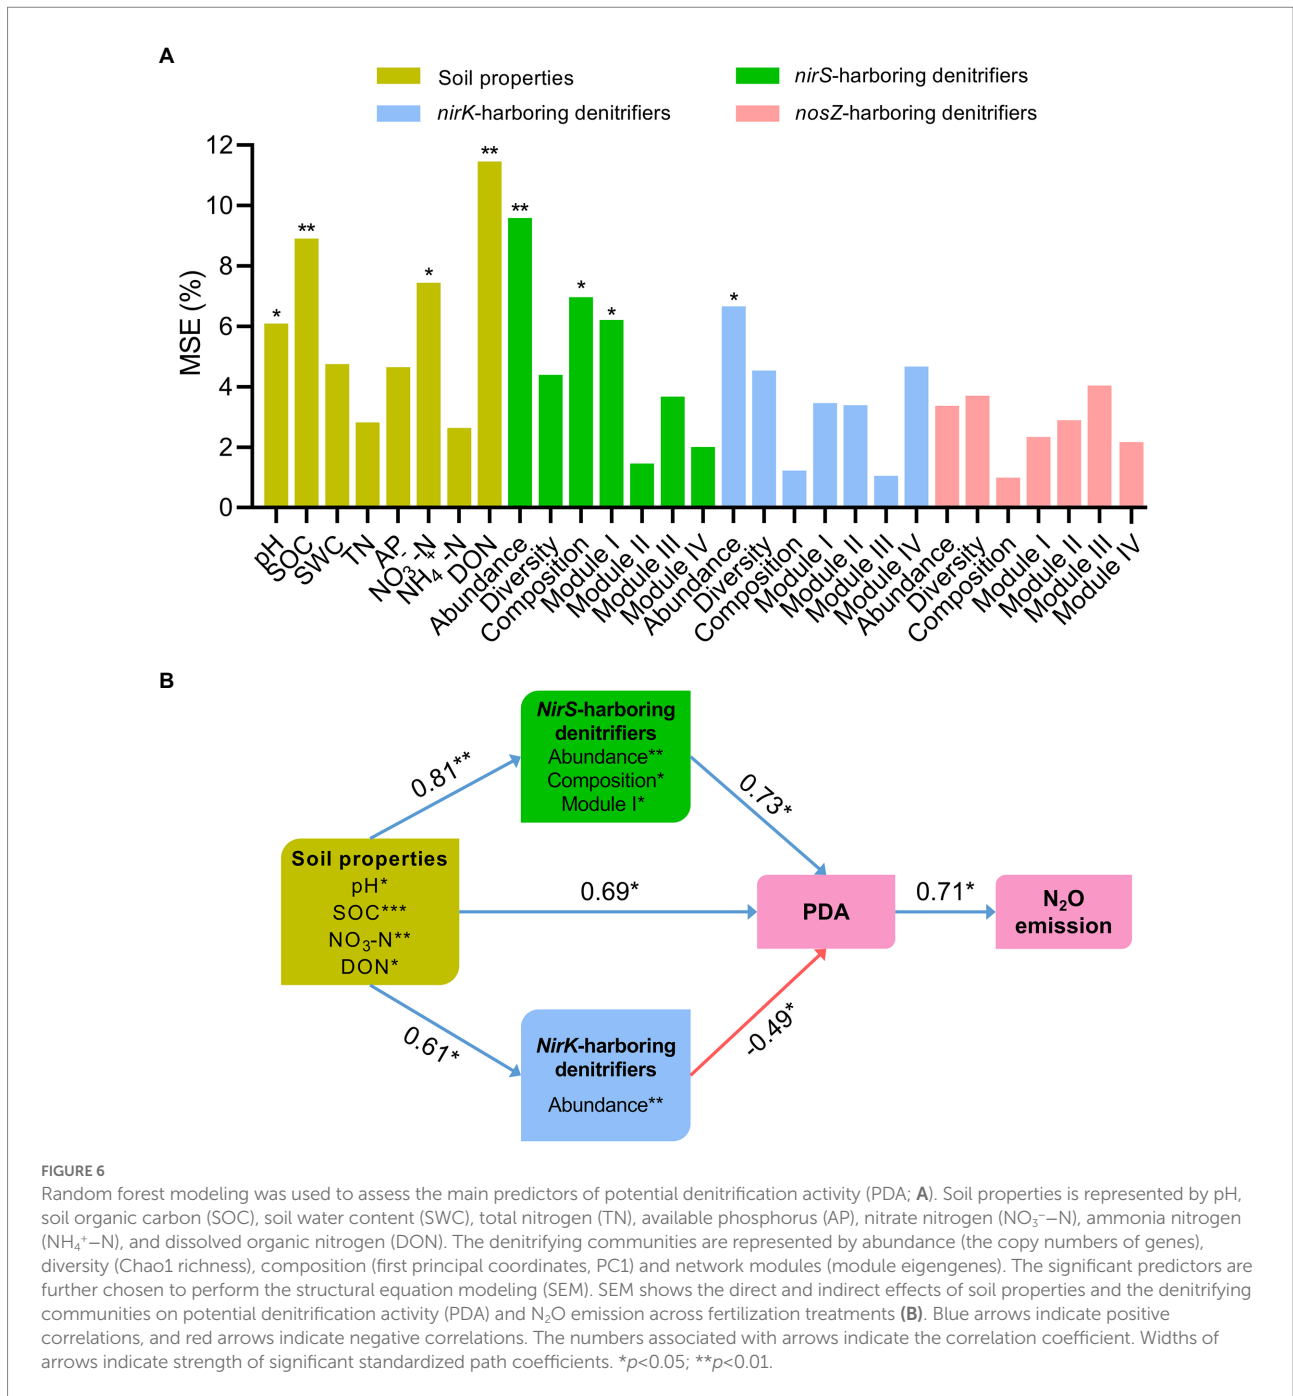 A
Soil properties
nirS-harboring denitrifiers
nirK-harboring denitrifiers
nosZ-harboring denitrifiers
MSE (%)
12
10
8
6
4
2
0
*
**
*
**
**
*
*
*
pH
SOC
SWC
TN
AP
NO₃⁻-N
NH₄⁺-N
DON
Abundance
Diversity
Composition
Module I
Module II
Module III
Module IV
Abundance
Diversity
Composition
Module I
Module II
Module III
Module IV
Abundance
Diversity
Composition
Module I
Module II
Module III
Module IV
B
NirS-harboring
denitrifiers
Abundance**
Composition*
Module I*
0.81**
0.73*
Soil properties
pH*
SOC***
NO₃-N**
DON*
0.69*
PDA
0.71*
N₂O
emission
0.61*
-0.49*
NirK-harboring
denitrifiers
Abundance**
FIGURE 6
Random forest modeling was used to assess the main predictors of potential denitrification activity (PDA; A). Soil properties is represented by pH,
soil organic carbon (SOC), soil water content (SWC), total nitrogen (TN), available phosphorus (AP), nitrate nitrogen (NO₃⁻–N), ammonia nitrogen
(NH₄⁺–N), and dissolved organic nitrogen (DON). The denitrifying communities are represented by abundance (the copy numbers of genes),
diversity (Chao1 richness), composition (first principal coordinates, PC1) and network modules (module eigengenes). The significant predictors are
further chosen to perform the structural equation modeling (SEM). SEM shows the direct and indirect effects of soil properties and the denitrifying
communities on potential denitrification activity (PDA) and N₂O emission across fertilization treatments (B). Blue arrows indicate positive
correlations, and red arrows indicate negative correlations. The numbers associated with arrows indicate the correlation coefficient. Widths of
arrows indicate strength of significant standardized path coefficients. *p<0.05; **p<0.01.